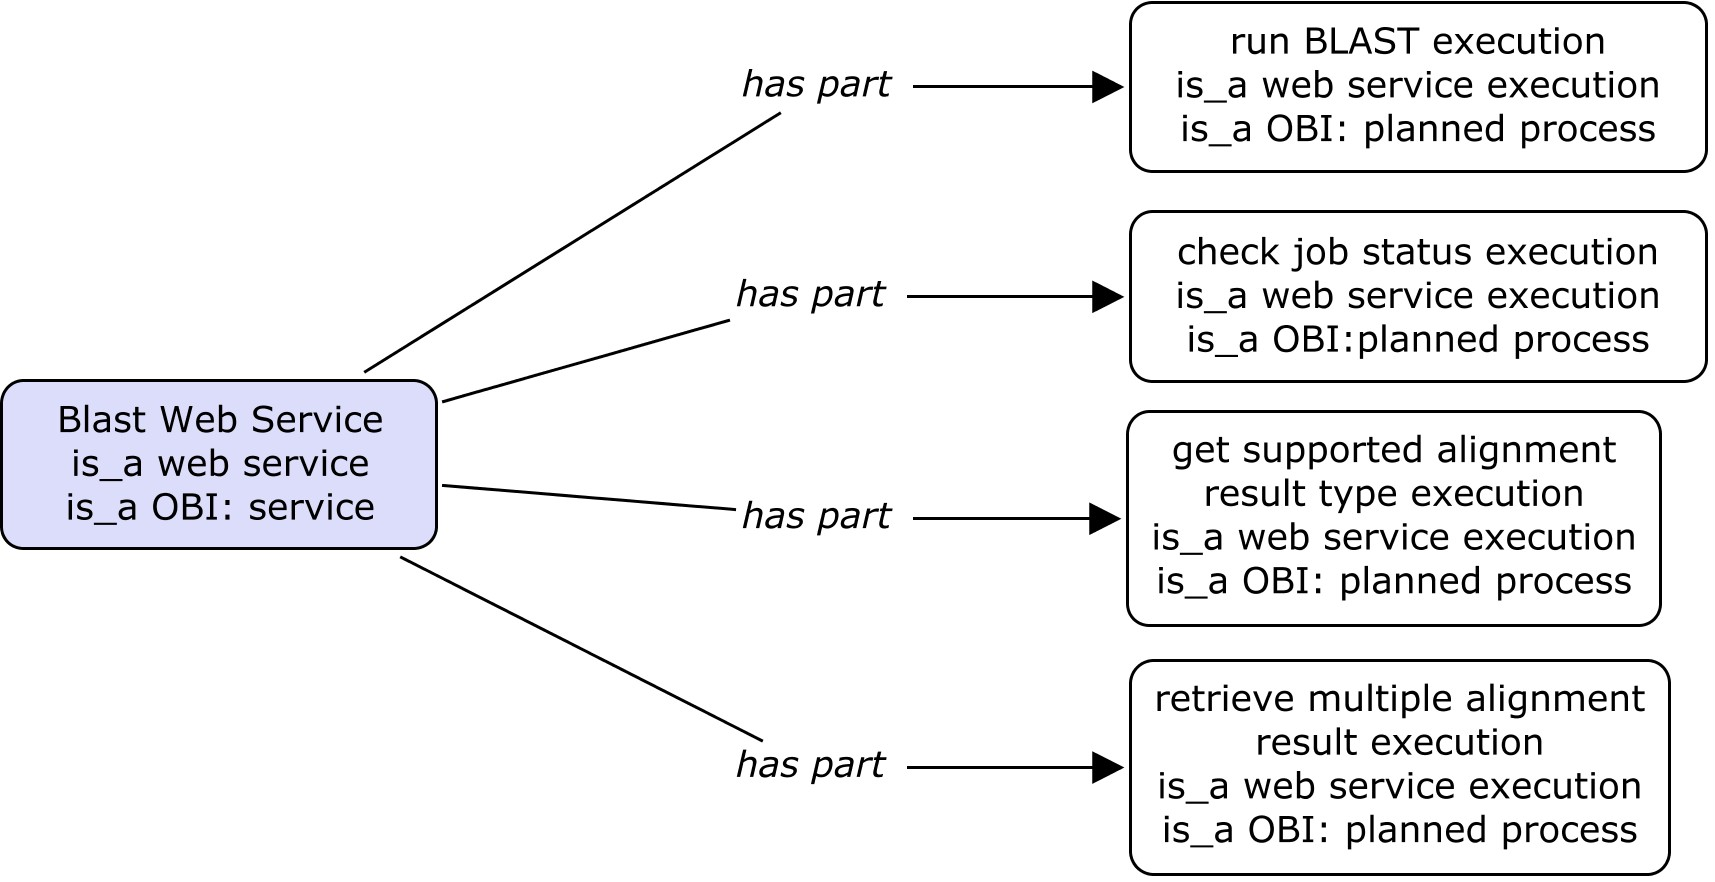 has part
run BLAST execution
is_a web service execution
is_a OBI: planned process
has part
check job status execution
is_a web service execution
is_a OBI:planned process
Blast Web Service
is_a web service
is_a OBI: service
has part
get supported alignment
result type execution
is_a web service execution
is_a OBI: planned process
has part
retrieve multiple alignment
result execution
is_a web service execution
is_a OBI: planned process